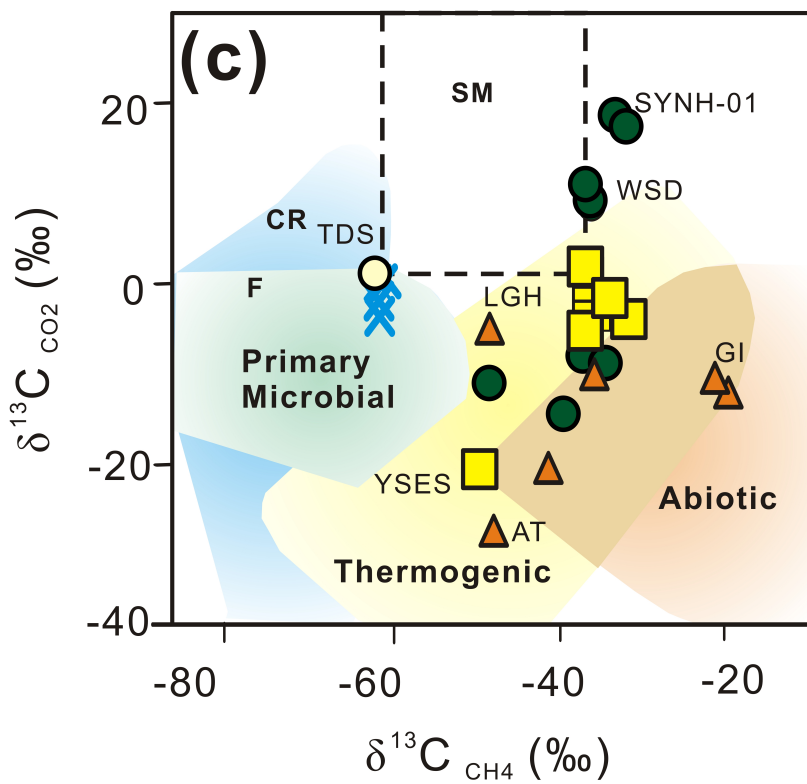 (c)
SM
20
SYNH-01
WSD
CR
TDS
0
F
LGH
GI
Primary
Microbial
-20
YSES
Abiotic
AT
Thermogenic
-40
-80
-60
-40
-20
δ¹³C CH4 (‰)
δ¹³C CO2 (‰)